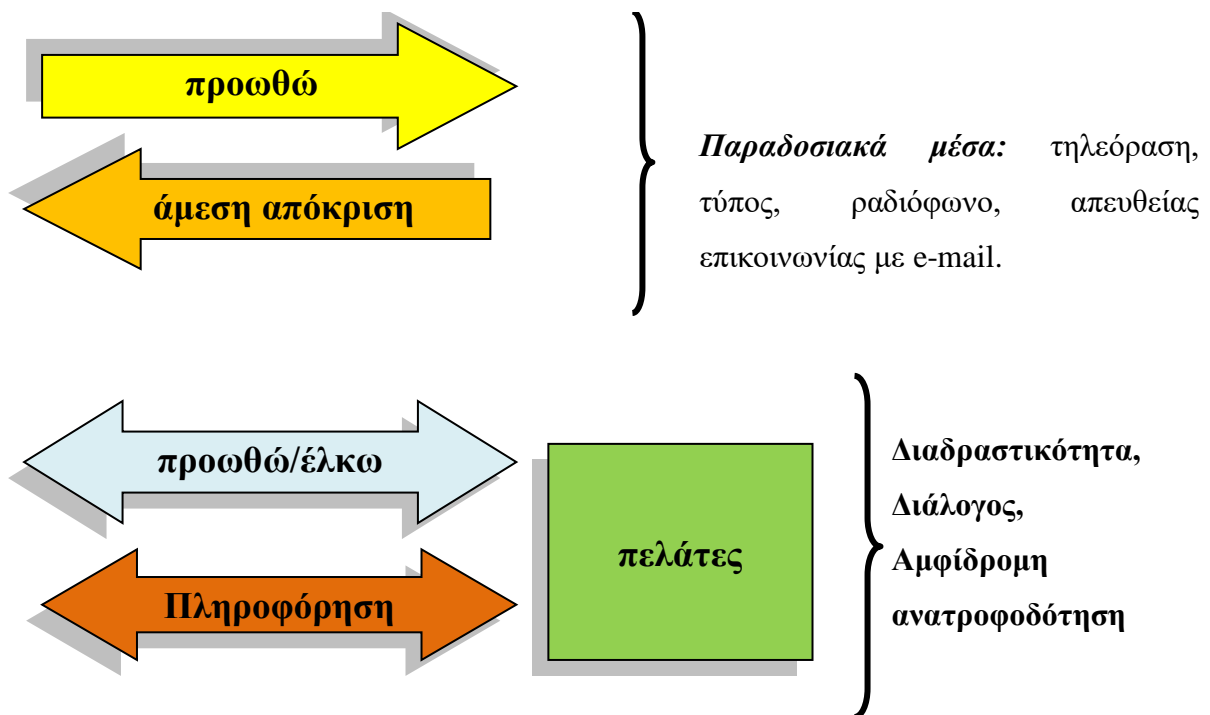 προωθώ
άμεση απόκριση
Παραδοσιακά μέσα: τηλεόραση,
τύπος, ραδιόφωνο, απευθείας
επικοινωνίας με e-mail.
προωθώ/έλκω
Πληροφόρηση
πελάτες
Διαδραστικότητα,
Διάλογος,
Αμφίδρομη
ανατροφοδότηση